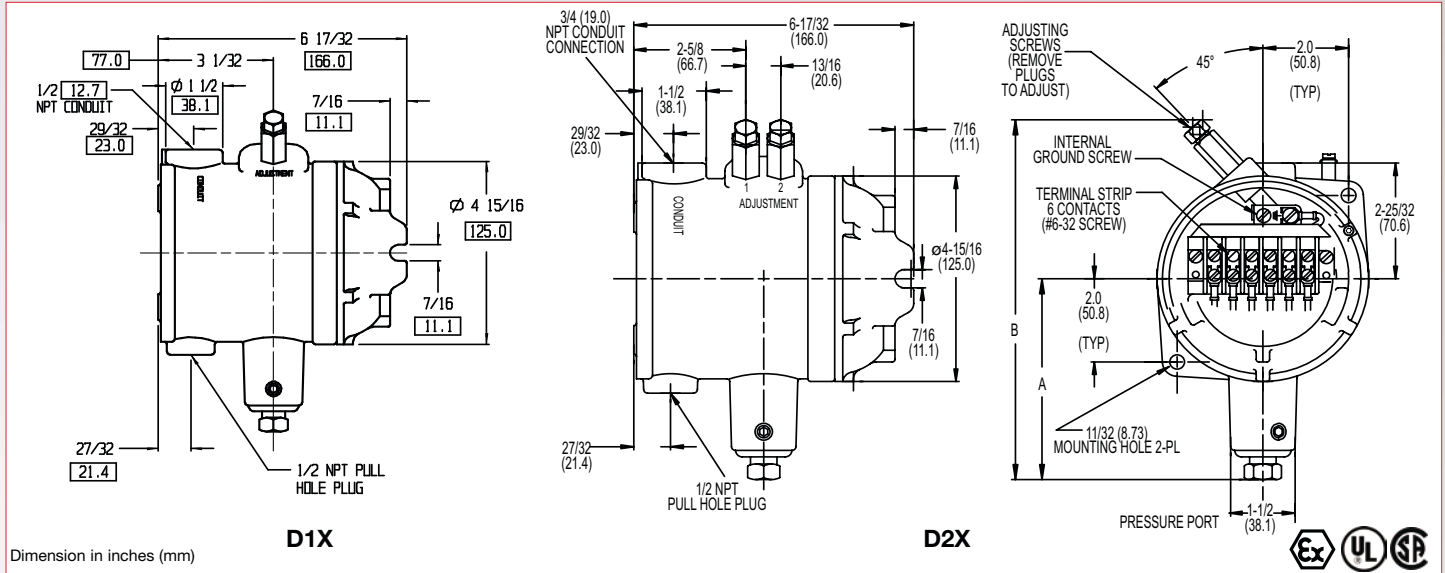 6 17/32
166.0
77.0
3 1/32
1/2 12.7
NPT CONDUIT
Ø 1 1/2
38.1
7/16
11.1
29/32
23.0
CONDUIT
ADJUSTMENT
Ø 4 15/16
125.0
7/16
11.1
27/32
21.4
1/2 NPT PULL
HOLE PLUG
D1X
Dimension in inches (mm)
3/4 (19.0)
NPT CONDUIT
CONNECTION
6-17/32
(166.0)
2-5/8
(66.7)
13/16
(20.6)
1-1/2
(38.1)
29/32
(23.0)
7/16
(11.1)
1
2
ADJUSTMENT
CONDUIT
ø4-15/16
(125.0)
7/16
(11.1)
27/32
(21.4)
1/2 NPT
PULL HOLE PLUG
D2X
ADJUSTING
SCREWS
(REMOVE
PLUGS
TO ADJUST)
45°
2.0
(50.8)
(TYP)
INTERNAL
GROUND SCREW
TERMINAL STRIP
6 CONTACTS
(#6-32 SCREW)
2-25/32
(70.6)
B
2.0
(50.8)
(TYP)
A
11/32 (8.73)
MOUNTING HOLE 2-PL
PRESSURE PORT
1-1/2
(38.1)
Ex
UL
SA